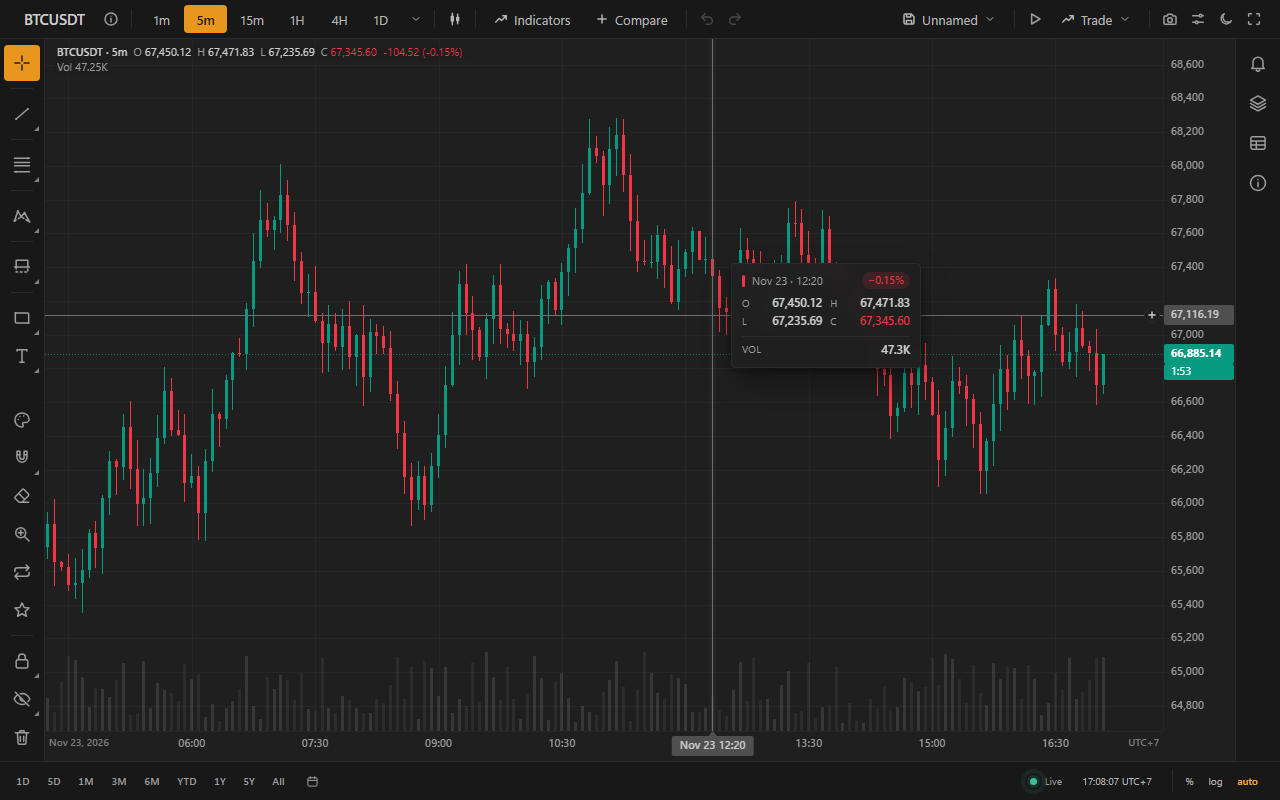 BTCUSDT 1m 5m 15m 1H 4H 1D Indicators Compare Unnamed Trade
BTCUSDT · 5m O 67,450.12 H 67,471.83 L 67,235.69 C 67,345.60 -104.52 (-0.15%)
Vol 47.25K
68,600
68,400
68,200
68,000
67,800
67,600
67,400
Nov 23 · 12:20 −0.15%
O 67,450.12 H 67,471.83
L 67,235.69 C 67,345.60
VOL 47.3K
67,116.19
67,000
66,885.14
1:53
66,600
66,400
66,200
66,000
65,800
65,600
65,400
65,200
65,000
64,800
Nov 23, 2026 06:00 07:30 09:00 10:30 Nov 23 12:20 13:30 15:00 16:30 UTC+7
1D 5D 1M 3M 6M YTD 1Y 5Y All Live 17:08:07 UTC+7 % log auto
T